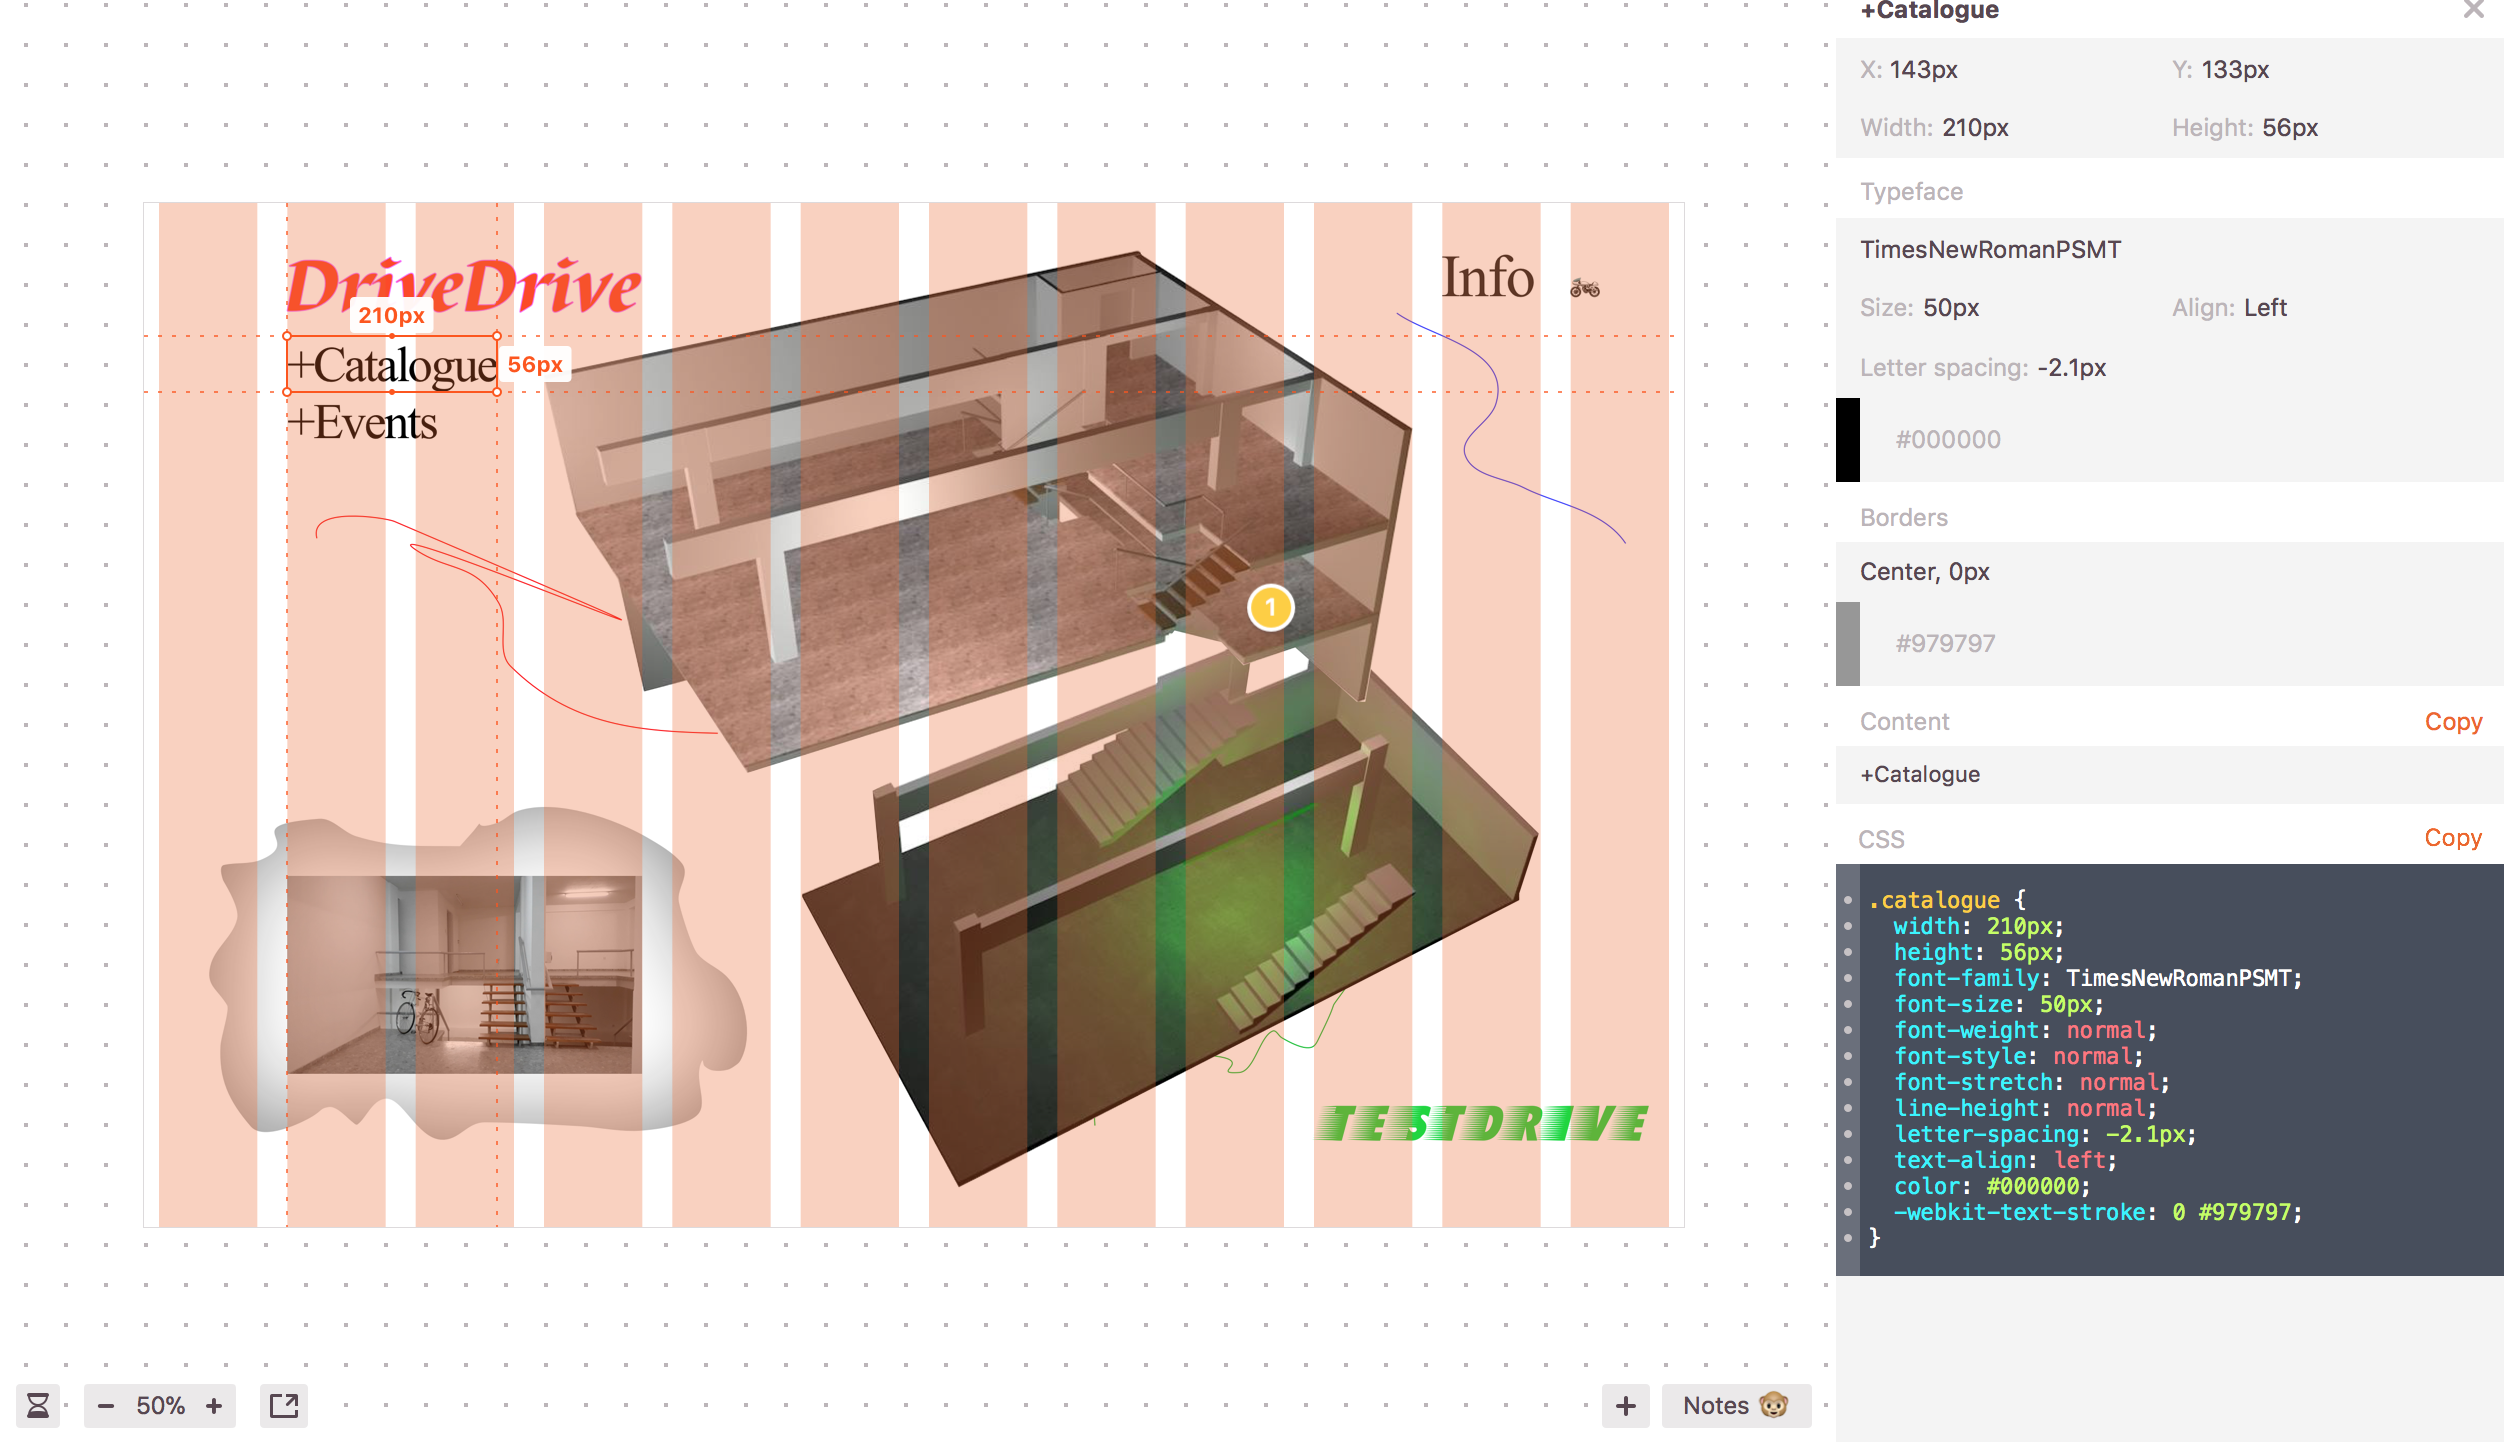 DriveDrive
210px
+Catalogue
56px
+Events
Info
1
TESTDRIVE
50%
Notes
+Catalogue
X: 143px
Y: 133px
Width: 210px
Height: 56px
Typeface
TimesNewRomanPSMT
Size: 50px
Align: Left
Letter spacing: -2.1px
#000000
Borders
Center, 0px
#979797
Content
Copy
+Catalogue
CSS
Copy
.catalogue {
width: 210px;
height: 56px;
font-family: TimesNewRomanPSMT;
font-size: 50px;
font-weight: normal;
font-style: normal;
font-stretch: normal;
line-height: normal;
letter-spacing: -2.1px;
text-align: left;
color: #000000;
-webkit-text-stroke: 0 #979797;
}